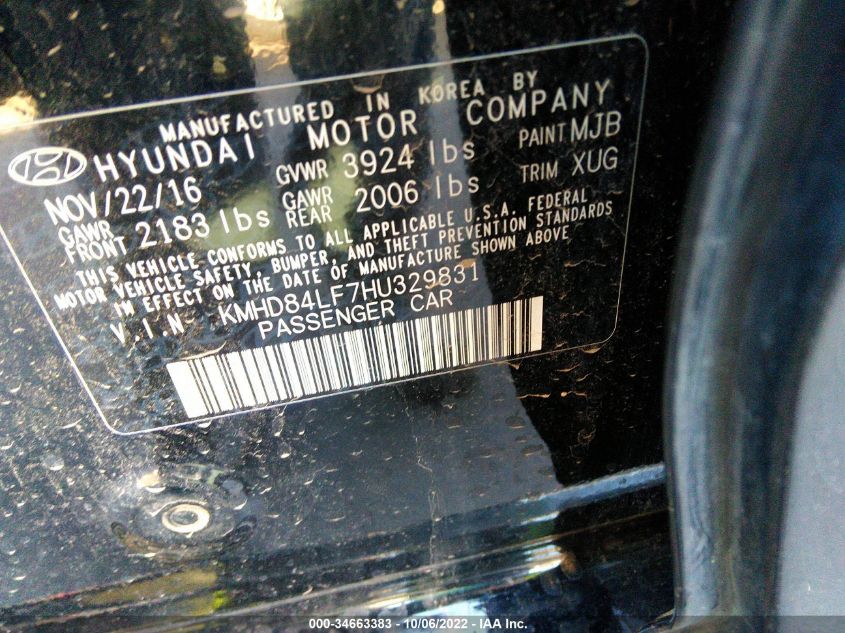 MANUFACTURED IN KOREA BY
HYUNDAI MOTOR COMPANY
NOV/22/16 GVWR 3924 lbs PAINT MJB
GAWR FRONT 2183 lbs GAWR REAR 2006 lbs TRIM XUG
THIS VEHICLE CONFORMS TO ALL APPLICABLE U.S.A. FEDERAL
MOTOR VEHICLE SAFETY, BUMPER, AND THEFT PREVENTION STANDARDS
IN EFFECT ON THE DATE OF MANUFACTURE SHOWN ABOVE
V.I.N KMHD84LF7HU329831
PASSENGER CAR
000-34663383 - 10/06/2022 - IAA Inc.